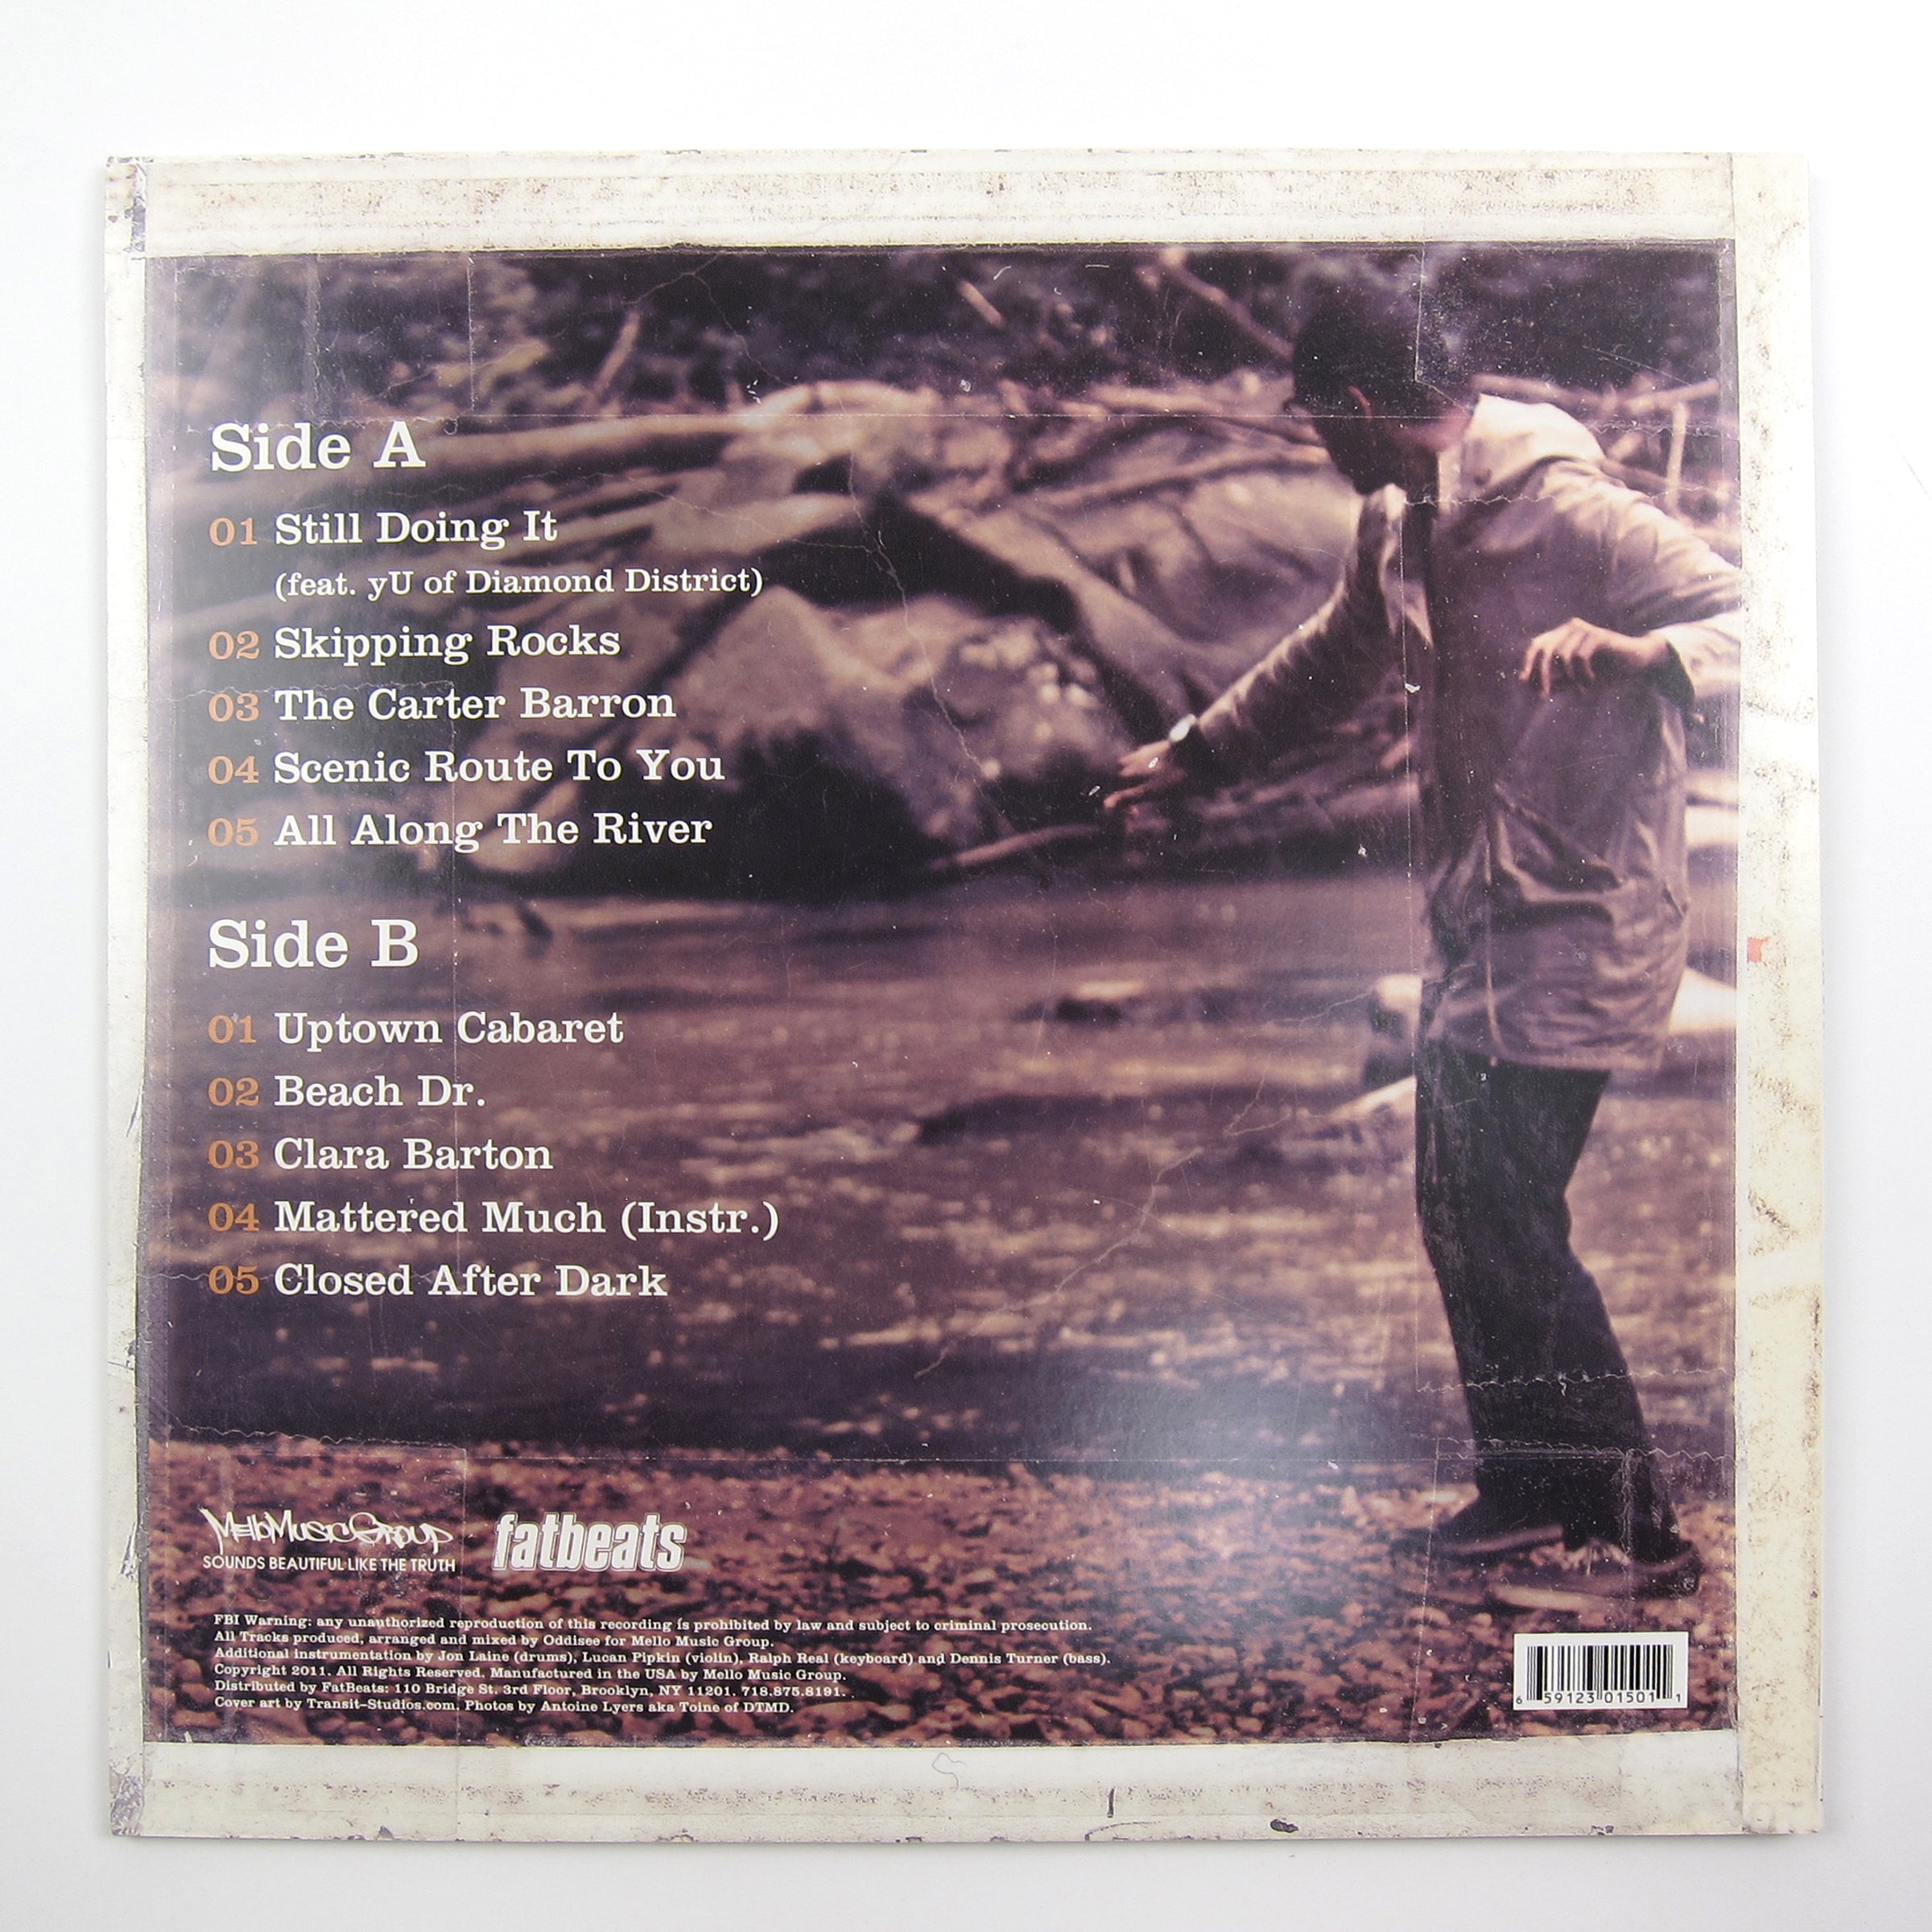 Side A
01 Still Doing It
(feat. yU of Diamond District)
02 Skipping Rocks
03 The Carter Barron
04 Scenic Route To You
05 All Along The River
Side B
01 Uptown Cabaret
02 Beach Dr.
03 Clara Barton
04 Mattered Much (Instr.)
05 Closed After Dark
MelloMusicGroup
SOUNDS BEAUTIFUL LIKE THE TRUTH
fatbeats
FBI Warning: any unauthorized reproduction of this recording is prohibited by law and subject to criminal prosecution.
All Tracks produced, arranged and mixed by Oddisee for Mello Music Group.
Additional instrumentation by Jon Laine (drums), Lucan Pipkin (violin), Ralph Real (keyboard) and Dennis Turner (bass).
Copyright 2011. All Rights Reserved. Manufactured in the USA by Mello Music Group.
Distributed by FatBeats: 110 Bridge St. 3rd Floor, Brooklyn, NY 11201. 718.875.8191.
Cover art by Transit-Studios.com. Photos by Antoine Lyers aka Toine of DTMD.
6 59123 01501 1